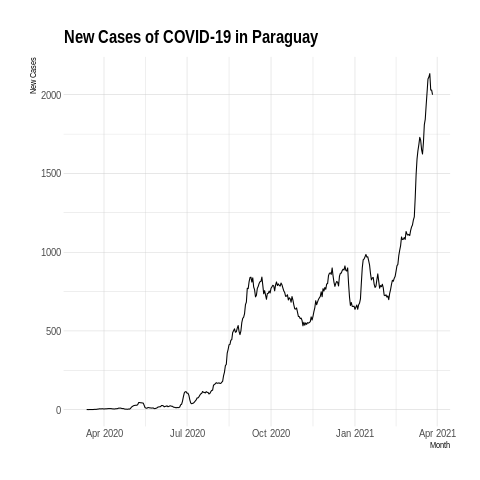 New Cases of COVID-19 in Paraguay
New Cases
2000
1500
1000
500
0
Apr 2020 Jul 2020 Oct 2020 Jan 2021 Apr 2021
Month